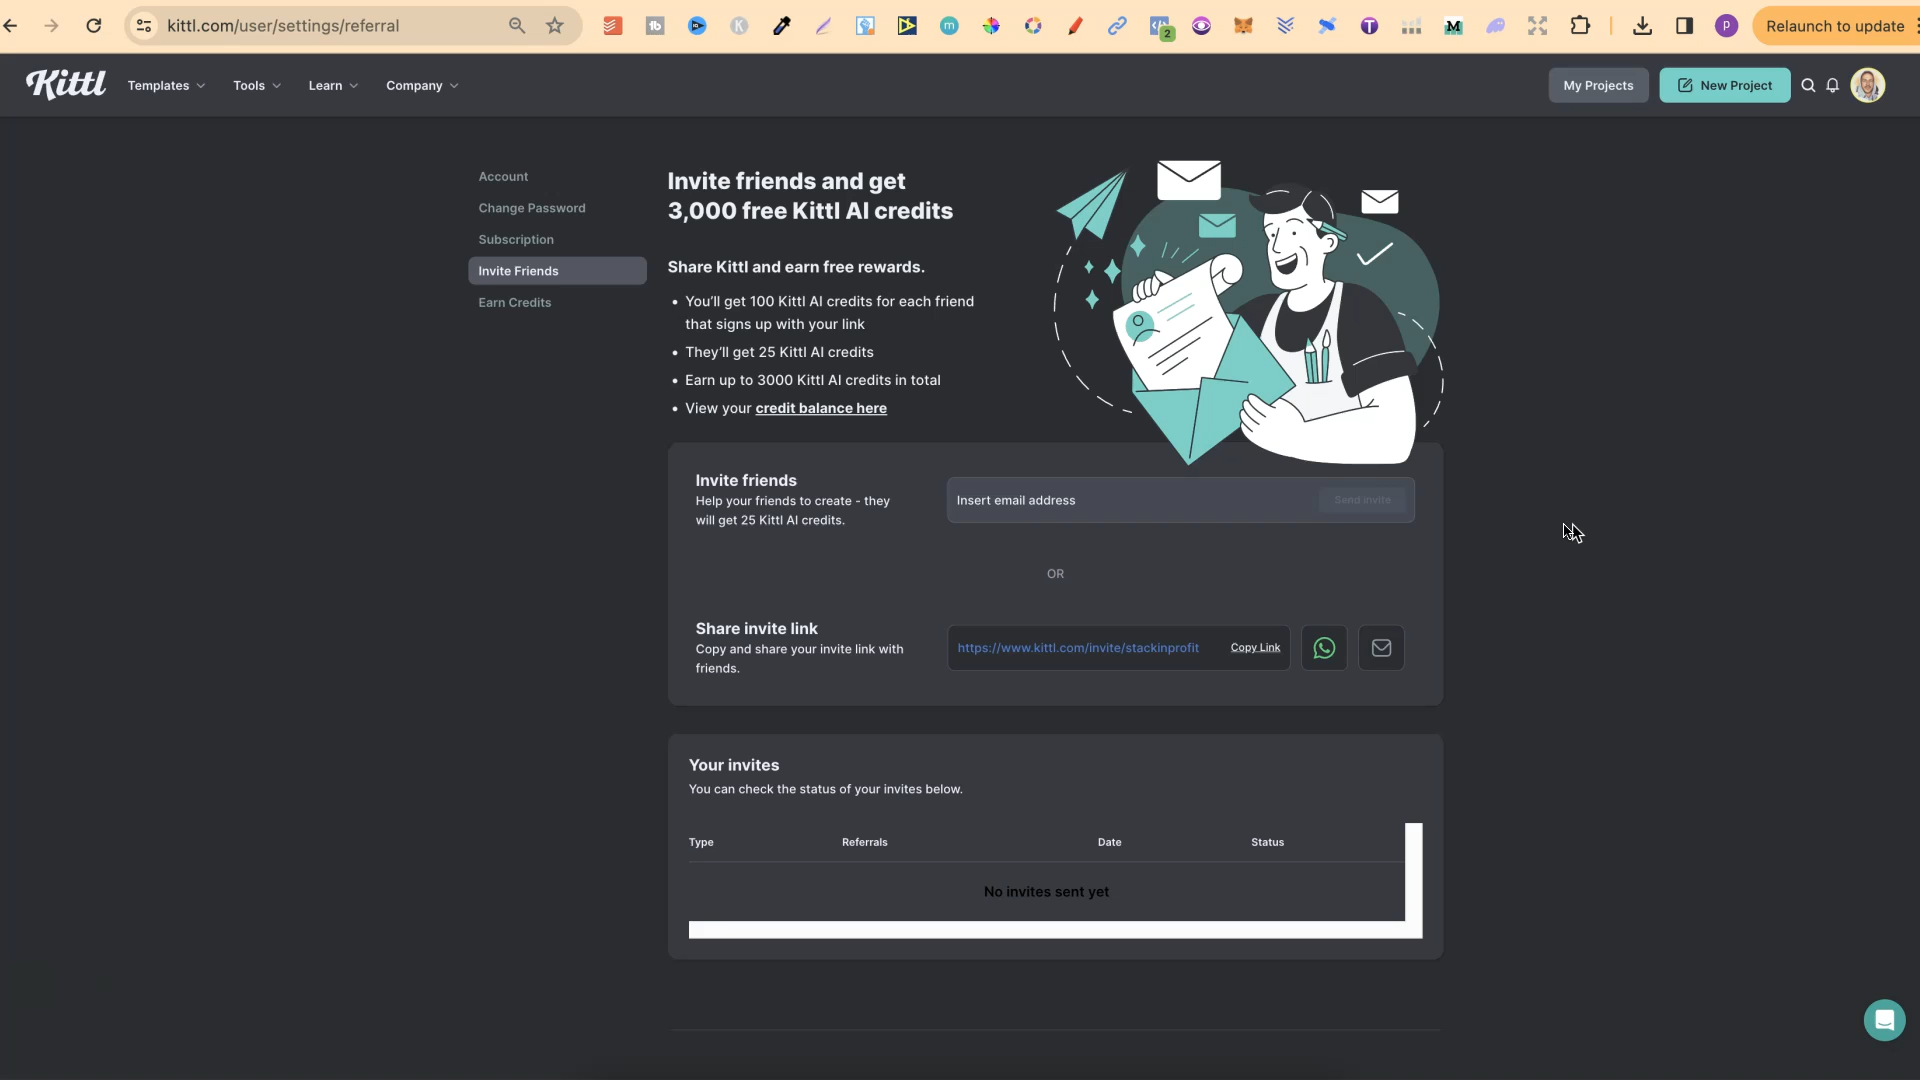 kittl.com/user/settings/referral
2
M
P
Relaunch to update
Kittl
Templates
Tools
Learn
Company
My Projects
New Project
Account
Change Password
Subscription
Invite Friends
Earn Credits
Invite friends and get
3,000 free Kittl AI credits
Share Kittl and earn free rewards.
• You'll get 100 Kittl AI credits for each friend
that signs up with your link
• They'll get 25 Kittl AI credits
• Earn up to 3000 Kittl AI credits in total
• View your credit balance here
Invite friends
Help your friends to create - they
will get 25 Kittl AI credits.
Insert email address
Send invite
OR
Share invite link
Copy and share your invite link with
friends.
https://www.kittl.com/invite/stackinprofit
Copy Link
Your invites
You can check the status of your invites below.
Type Referrals Date Status
No invites sent yet